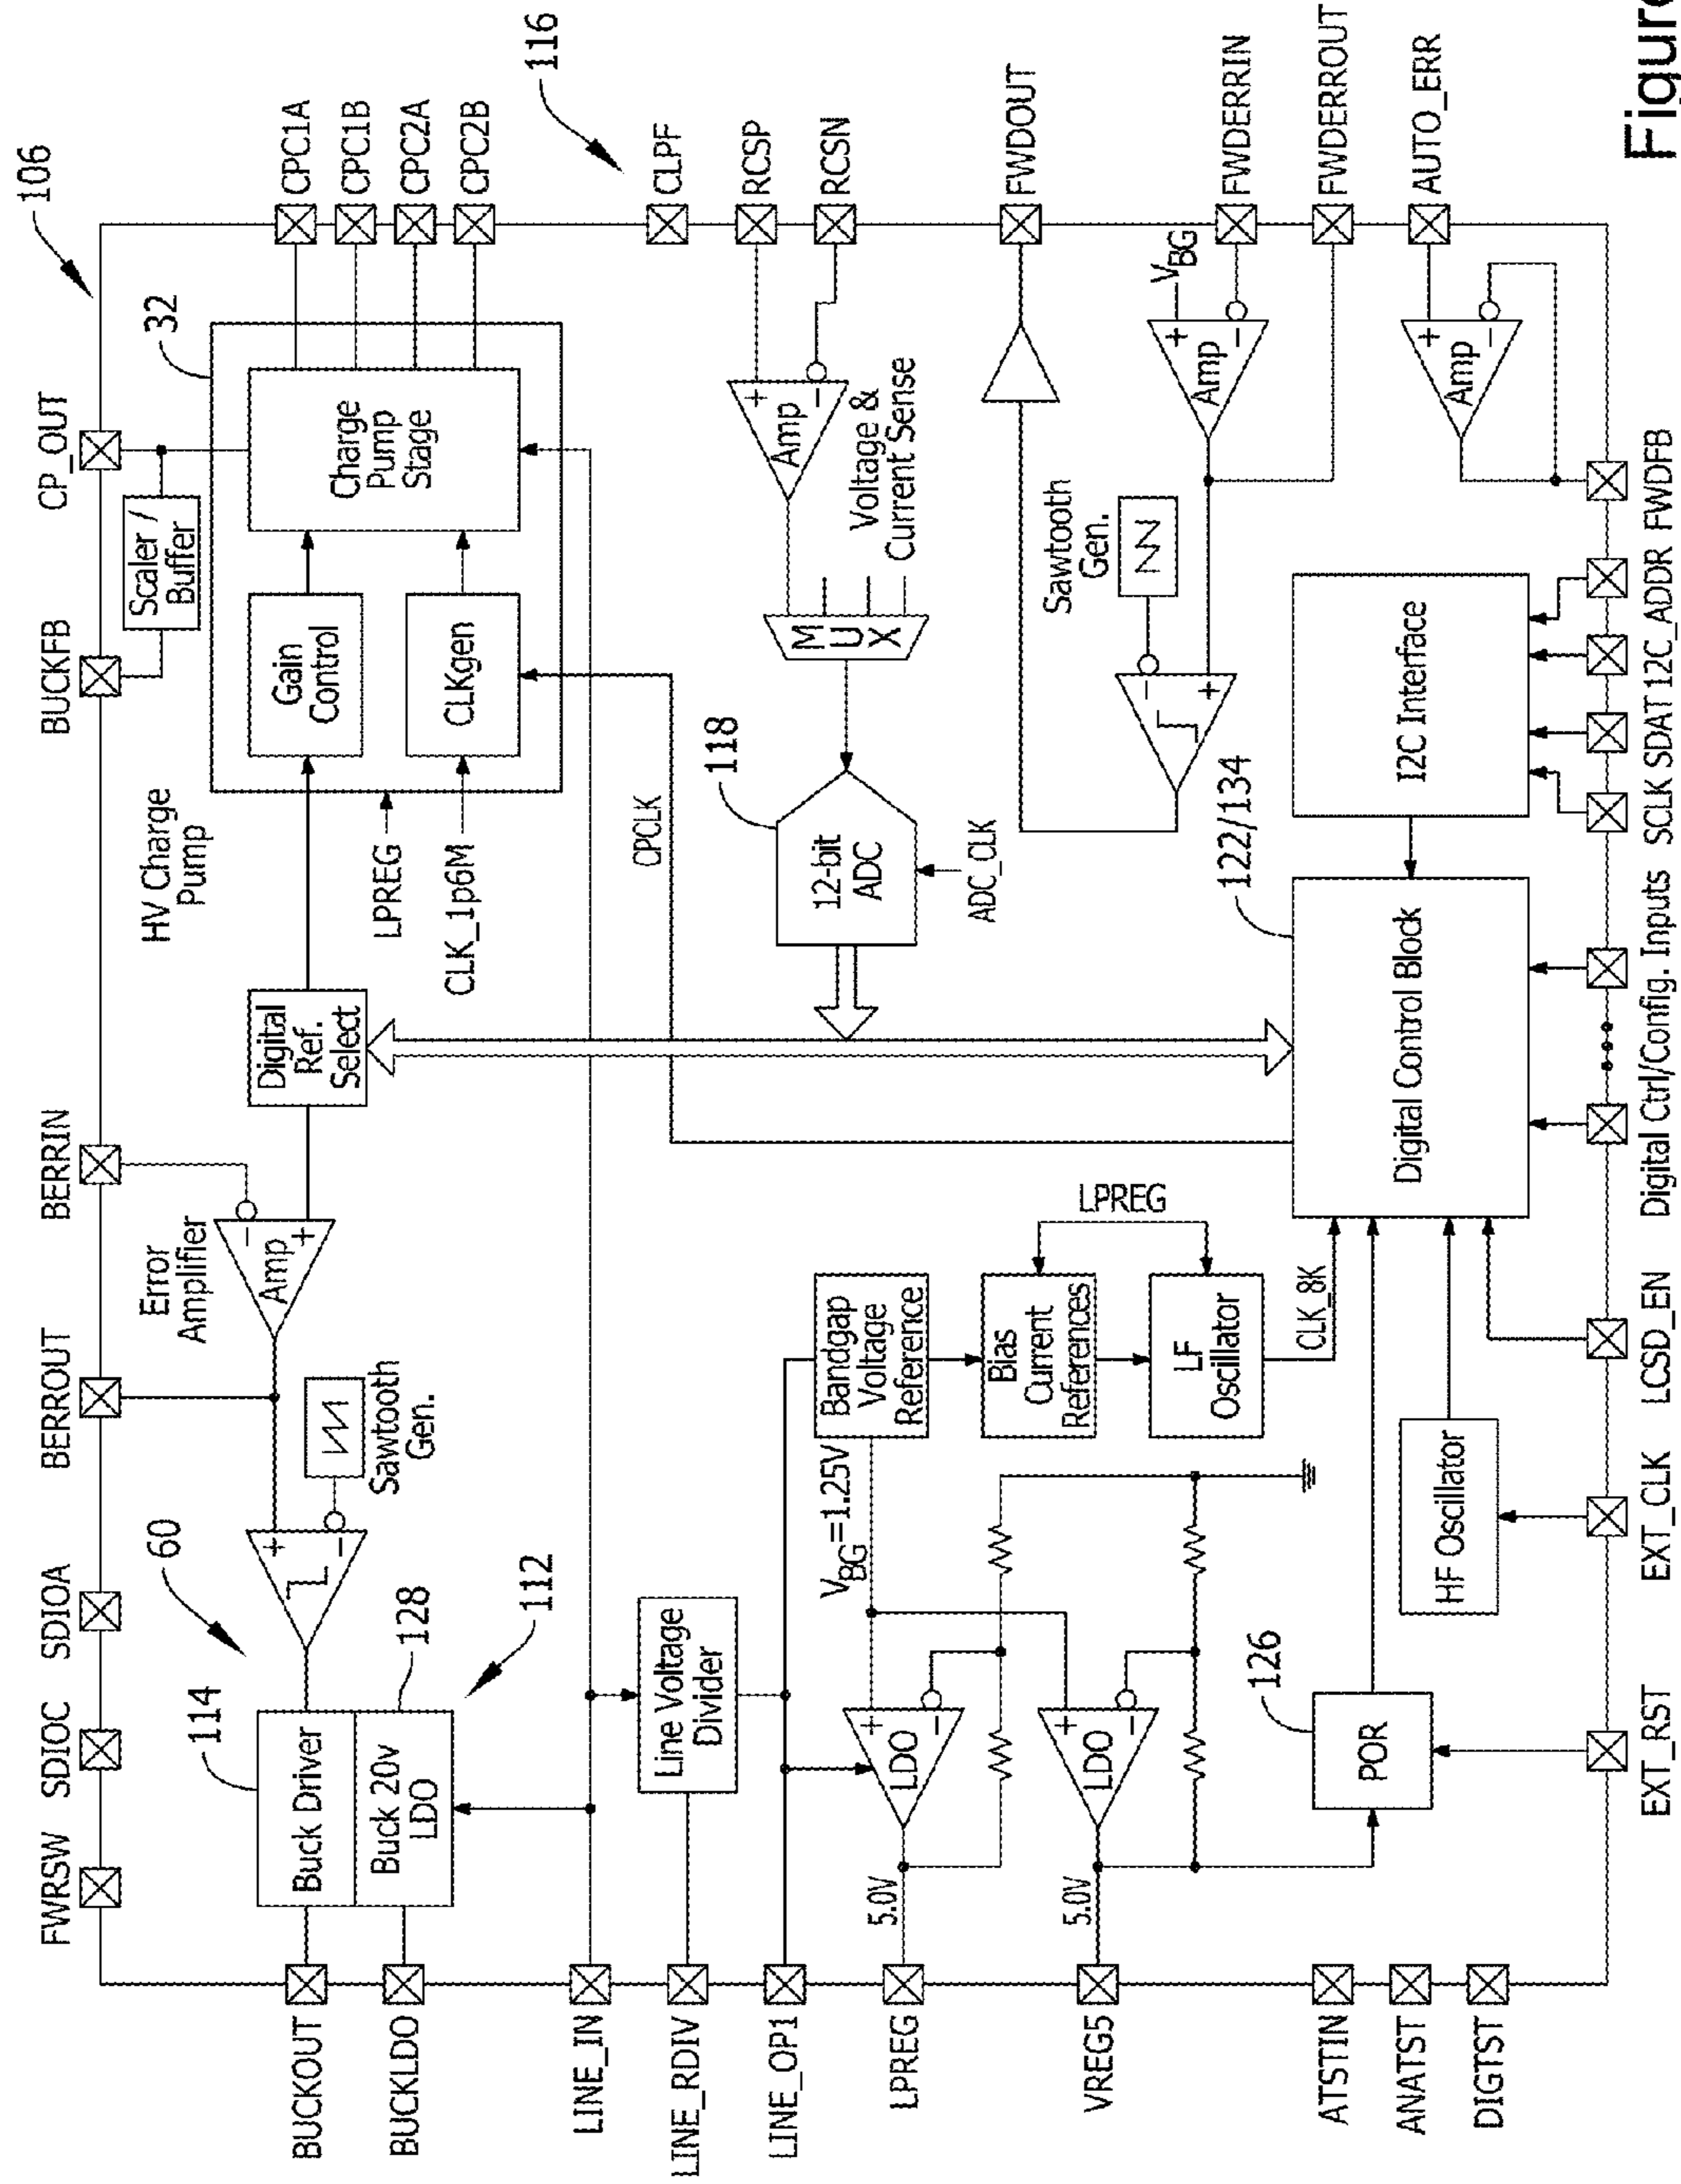 106
116
FWRSW
SDIOC
SDIOA
BERROUT
BERRIN
BUCKFB
CP_OUT
BUCKOUT
BUCKLDO
LINE_IN
LINE_RDIV
LINE_OP1
LPREG
VREG5
ATSTIN
ANATST
DIGTST
114
60
Buck Driver
Buck 20v
LDO
128
112
+
−
Sawtooth
Gen.
Error
Amplifier
Amp
−
+
Digital
Ref.
Select
HV Charge
Pump
LPREG
CLK_1p6M
Gain
Control
CLKgen
Scaler /
Buffer
Charge
Pump
Stage
32
CPC1A
CPC1B
CPC2A
CPC2B
CLPF
RCSP
RCSN
FWDOUT
FWDERRIN
FWDERROUT
AUTO_ERR
CPCLK
Line Voltage
Divider
VBG=1.25V
Bandgap
Voltage
Reference
Bias
Current
References
LF
Oscillator
LPREG
CLK_8K
5.0V
LDO
+
−
5.0V
LDO
+
−
118
12-bit
ADC
ADC_CLK
MUX
Amp
+
−
Voltage &
Current Sense
Sawtooth
Gen.
−
+
Amp
+
−
VBG
Amp
+
−
126
POR
HF Oscillator
122/134
Digital Control Block
I2C Interface
EXT_RST
EXT_CLK
LCSD_EN
Digital Ctrl/Config. Inputs
SCLK
SDAT
12C_ADDR
FWDFB
Figure